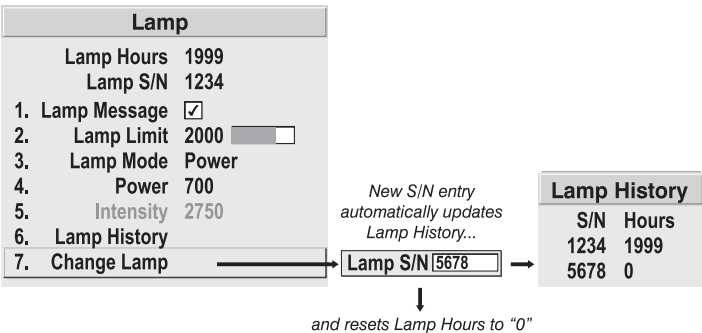 Lamp
Lamp Hours 1999
Lamp S/N 1234
1. Lamp Message ✓
2. Lamp Limit 2000
3. Lamp Mode Power
4. Power 700
5. Intensity 2750
6. Lamp History
7. Change Lamp
New S/N entry
automatically updates
Lamp History...
Lamp S/N 5678
and resets Lamp Hours to “0”
Lamp History
S/N Hours
1234 1999
5678 0